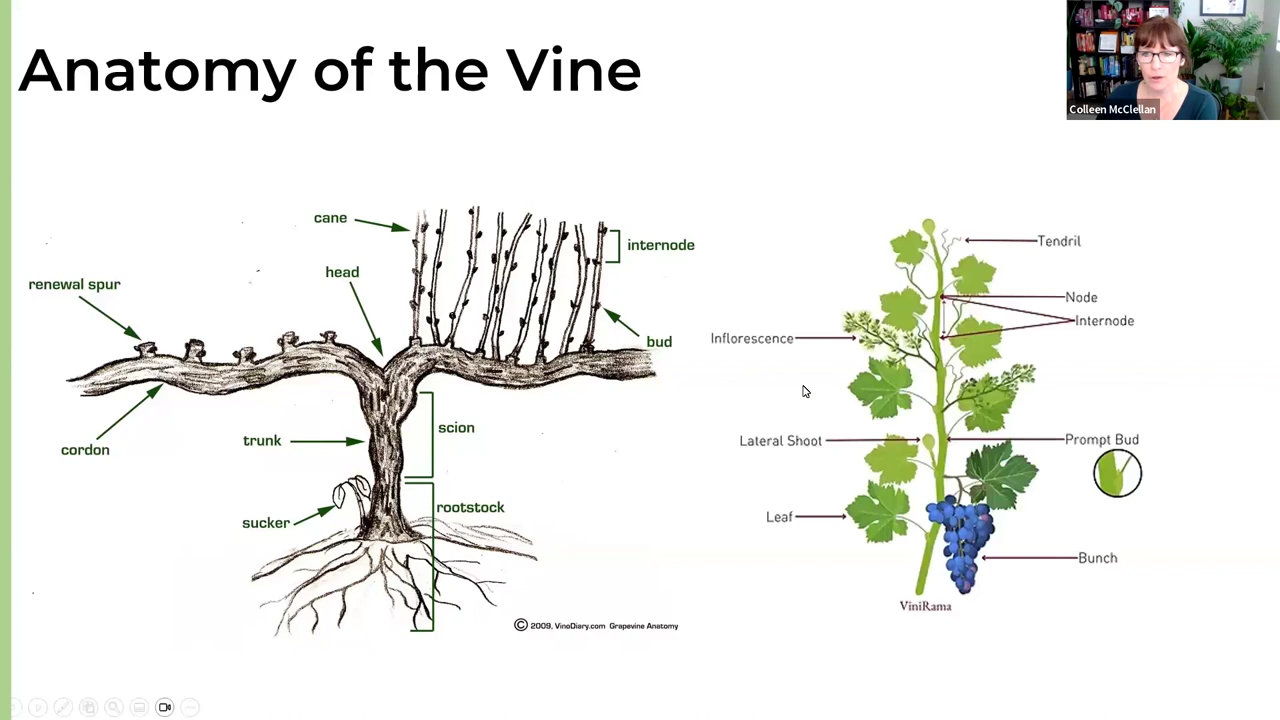 Anatomy of the Vine
Colleen McClellan
cane
internode
head
renewal spur
bud
cordon
trunk
scion
sucker
rootstock
© 2009, VinoDiary.com Grapevine Anatomy
Tendril
Node
Internode
Inflorescence
Lateral Shoot
Prompt Bud
Leaf
Bunch
ViniRama